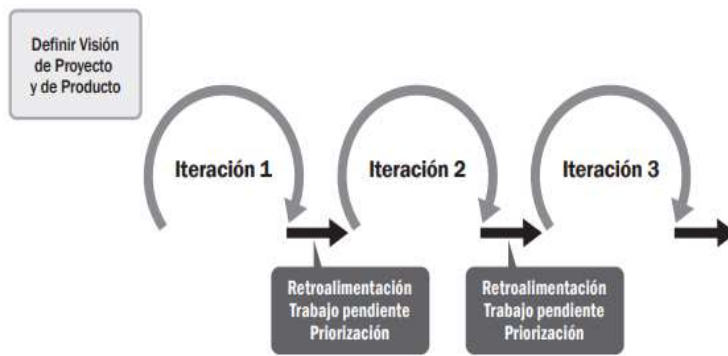 Definir Visión
de Proyecto
y de Producto
Iteración 1
Iteración 2
Iteración 3
Retroalimentación
Trabajo pendiente
Priorización
Retroalimentación
Trabajo pendiente
Priorización